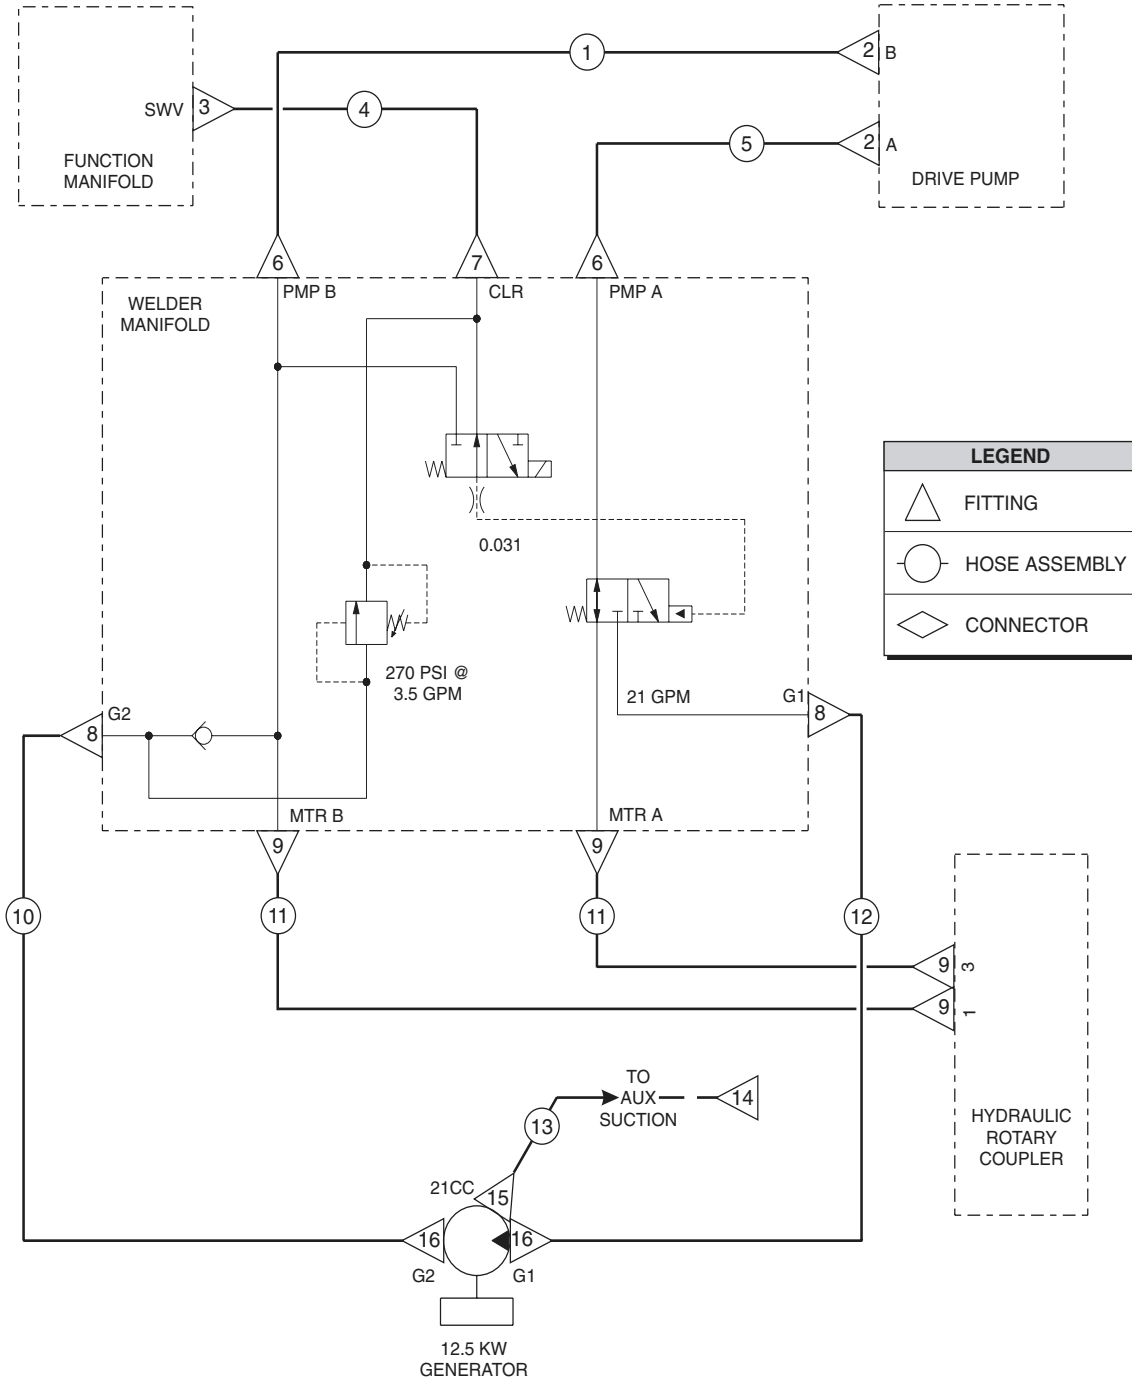 1
2
B
SWV
3
4
5
2
A
FUNCTION
MANIFOLD
DRIVE PUMP
6
7
6
PMP B
CLR
PMP A
WELDER
MANIFOLD
LEGEND
FITTING
HOSE ASSEMBLY
CONNECTOR
0.031
270 PSI @
3.5 GPM
21 GPM
G1
8
G2
8
MTR B
MTR A
9
9
10
11
11
12
9
3
9
1
TO
AUX
SUCTION
14
13
HYDRAULIC
ROTARY
COUPLER
21CC
15
16
16
G2
G1
12.5 KW
GENERATOR